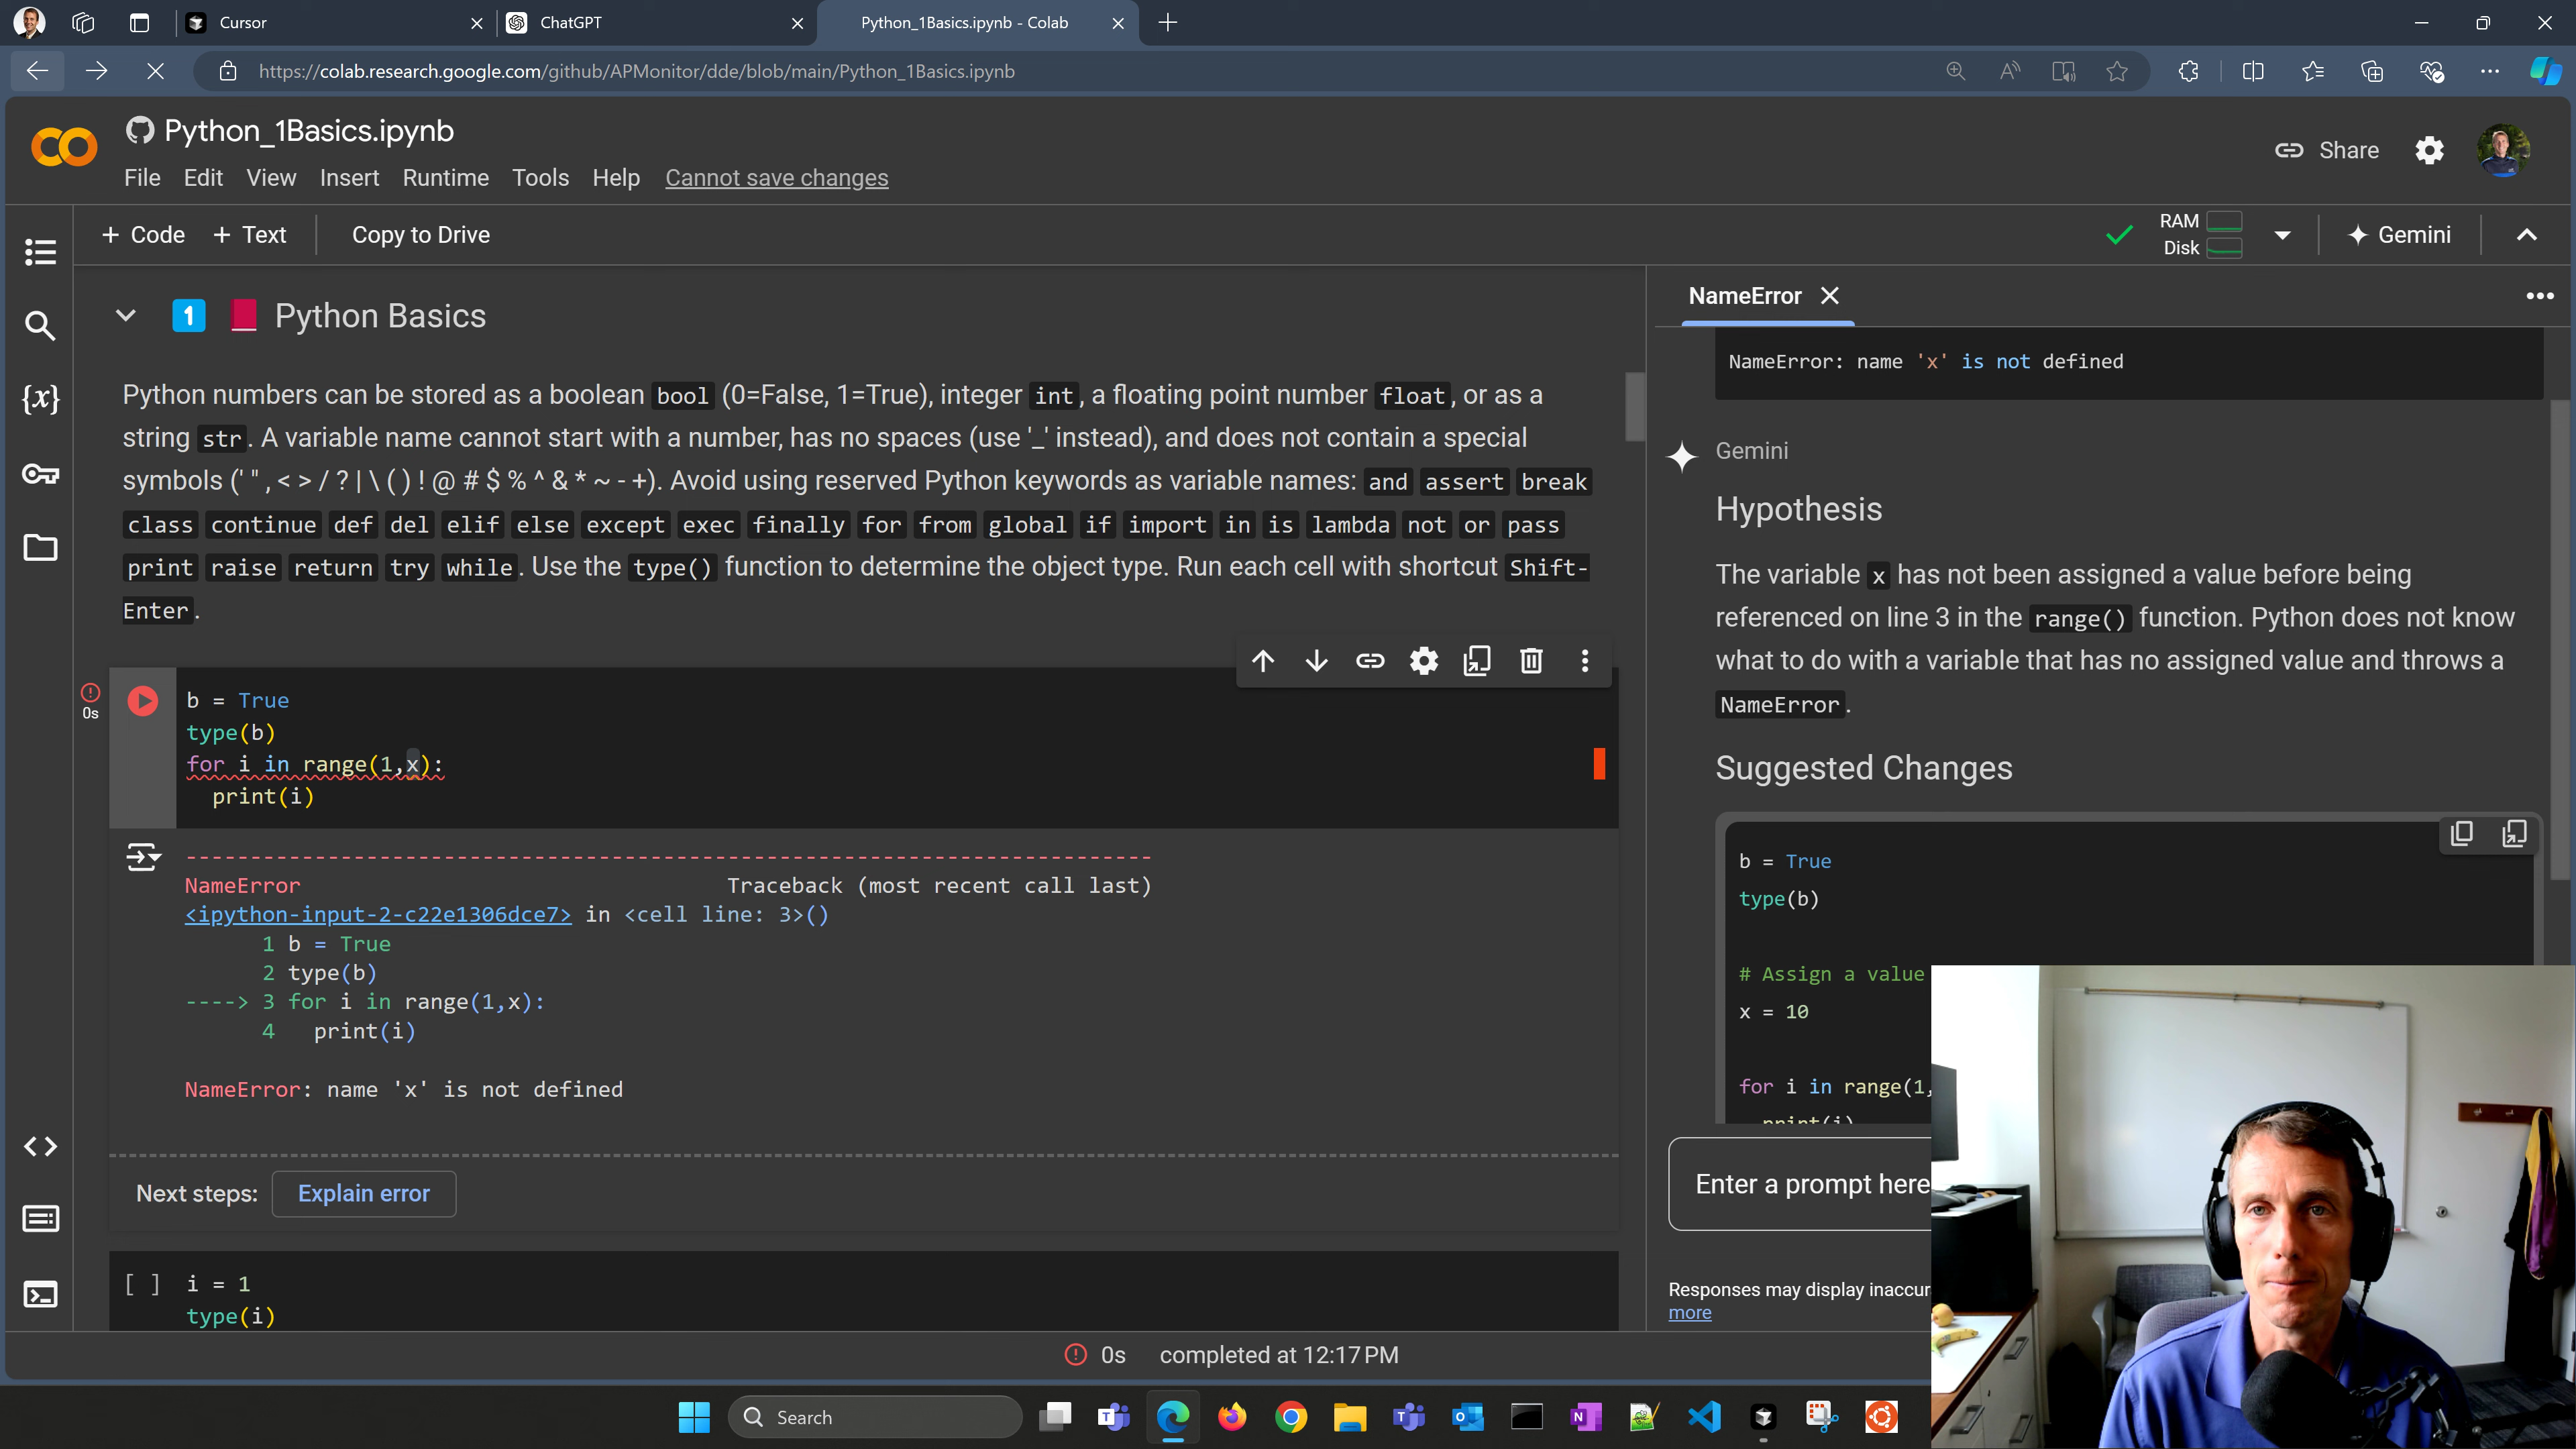 Cursor
ChatGPT
Python_1Basics.ipynb - Colab
https://colab.research.google.com/github/APMonitor/dde/blob/main/Python_1Basics.ipynb
Python_1Basics.ipynb
File Edit View Insert Runtime Tools Help Cannot save changes
Share
+ Code + Text Copy to Drive
RAM
Disk
Gemini
1 Python Basics
Python numbers can be stored as a boolean bool (0=False, 1=True), integer int, a floating point number float, or as a
string str. A variable name cannot start with a number, has no spaces (use '_' instead), and does not contain a special
symbols (' " , < > / ? | \ ( ) ! @ # $ % ^ & * ~ - +). Avoid using reserved Python keywords as variable names: and assert break
class continue def del elif else except exec finally for from global if import in is lambda not or pass
print raise return try while. Use the type() function to determine the object type. Run each cell with shortcut Shift-
Enter.
0s
b = True
type(b)
for i in range(1,x):
  print(i)
---------------------------------------------------------------------------
NameError Traceback (most recent call last)
<ipython-input-2-c22e1306dce7> in <cell line: 3>()
1 b = True
2 type(b)
----> 3 for i in range(1,x):
4   print(i)
NameError: name 'x' is not defined
Next steps: Explain error
[ ] i = 1
type(i)
NameError
NameError: name 'x' is not defined
Gemini
Hypothesis
The variable x has not been assigned a value before being
referenced on line 3 in the range() function. Python does not know
what to do with a variable that has no assigned value and throws a
NameError.
Suggested Changes
b = True
type(b)
# Assign a value
x = 10
for i in range(1,
print(i)
Enter a prompt here
Responses may display inaccur
more
0s completed at 12:17 PM
Search